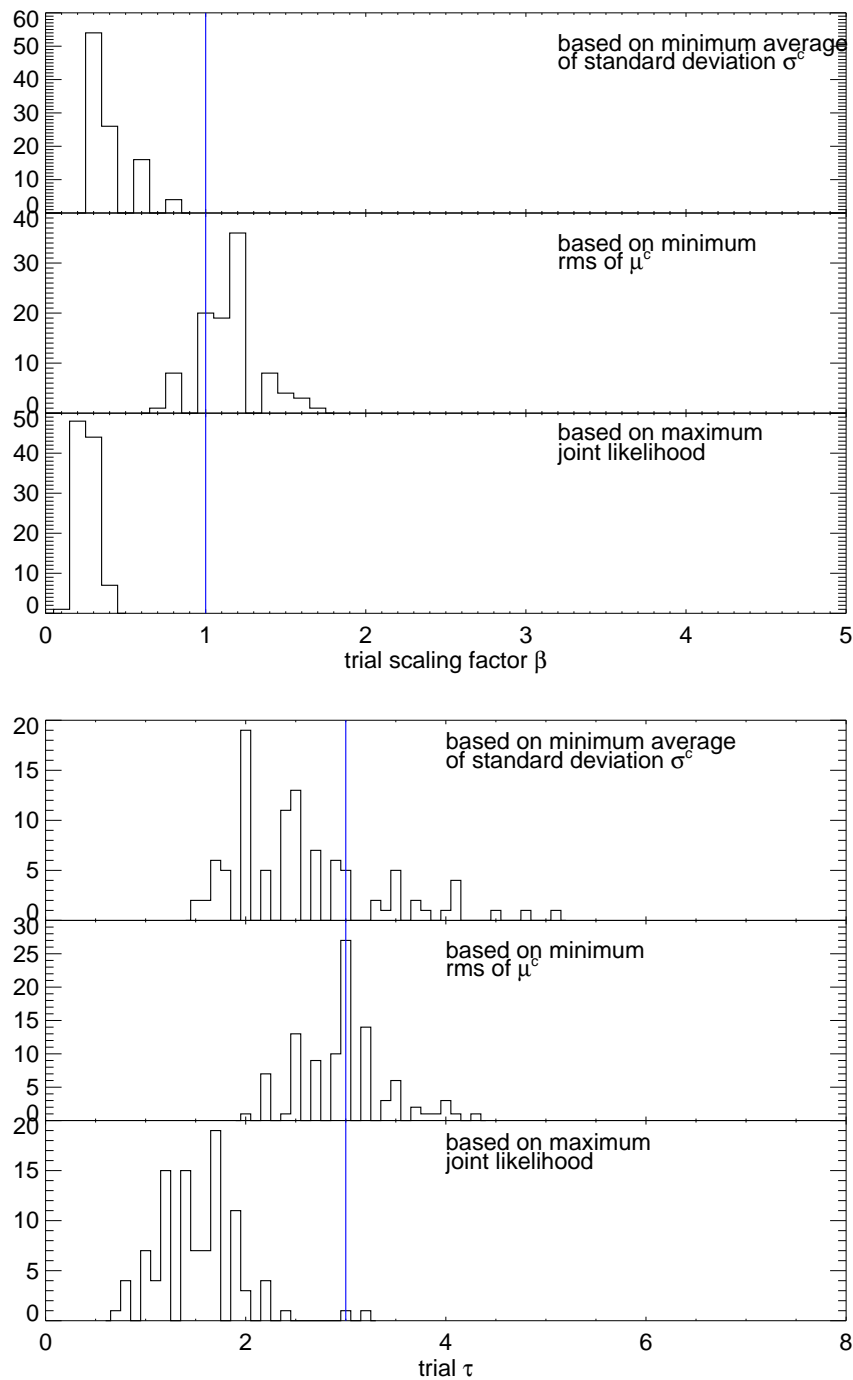 60
50
40
30
20
10
0
based on minimum average
of standard deviation σᶜ
40
30
20
10
0
based on minimum
rms of μᶜ
50
40
30
20
10
0
based on maximum
joint likelihood
0 1 2 3 4 5
trial scaling factor β
20
15
10
5
0
based on minimum average
of standard deviation σᶜ
30
25
20
15
10
5
0
based on minimum
rms of μᶜ
20
15
10
5
0
based on maximum
joint likelihood
0 2 4 6 8
trial τ